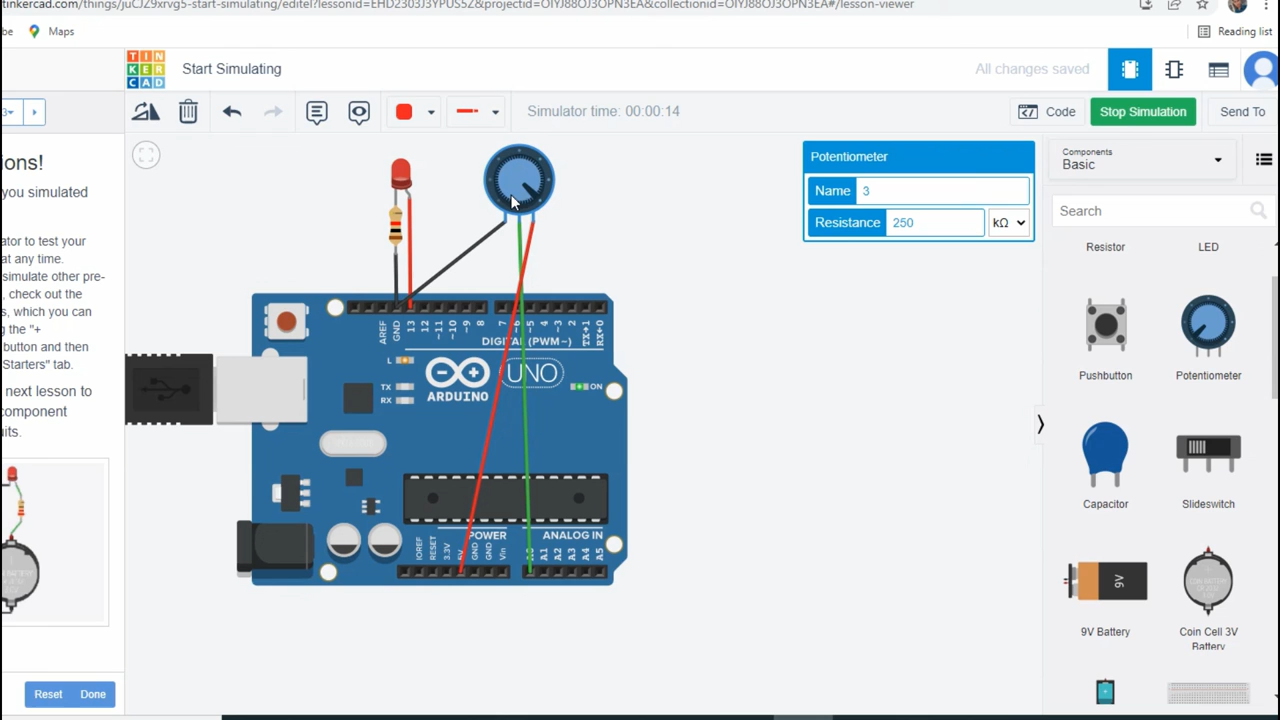 tinkercad.com/things/juCJZ9xrvg5-start-simulating/editel?lessonid=EHD2303J3YPUS5Z&projectid=OIYJ88OJ3OPN3EA&collectionid=OIYJ88OJ3OPN3EA#/lesson-viewer
be
Maps
Reading list
TIN
KER
CAD
Start Simulating
All changes saved
3
Simulator time: 00:00:14
Code
Stop Simulation
Send To
ions!
you simulated
ator to test your
at any time.
simulate other pre-
, check out the
s, which you can
ng the "+
button and then
Starters" tab.
next lesson to
component
uits.
Reset
Done
Potentiometer
Name
3
Resistance
250
kΩ
Components
Basic
Search
Resistor
LED
Pushbutton
Potentiometer
Capacitor
Slideswitch
9V
9V Battery
COIN BATTERY
Coin Cell 3V
Battery
AREF
GND
13
12
~11
~10
~9
8
7
~6
~5
4
~3
2
TX→1
RX←0
DIGITAL (PWM~)
L
TX
RX
ARDUINO
UNO
ON
POWER
ANALOG IN
IOREF
RESET
3.3V
5V
GND
GND
Vin
A0
A1
A2
A3
A4
A5